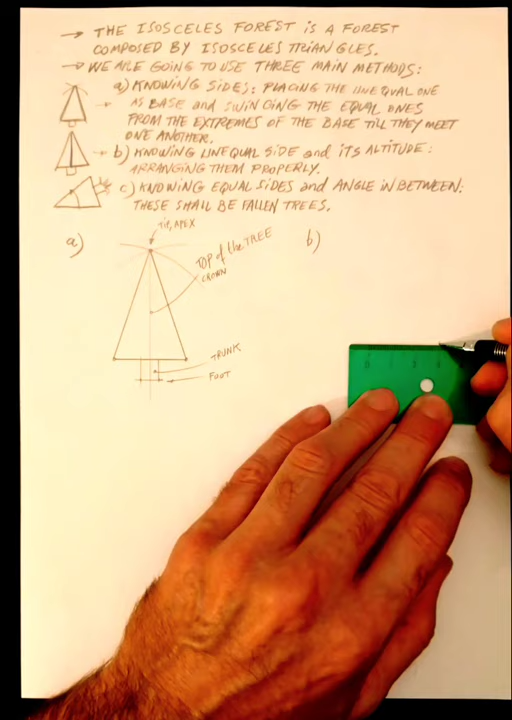 → THE ISOSCELES FOREST IS A FOREST
COMPOSED BY ISOSCELES TRIANGLES.
→ WE ARE GOING TO USE THREE MAIN METHODS:
a) KNOWING SIDES: PLACING THE UNEQUAL ONE
AS BASE and SWINGING THE EQUAL ONES
FROM THE EXTREMES OF THE BASE TILL THEY MEET
ONE ANOTHER.
b) KNOWING UNEQUAL SIDE and ITS ALTITUDE:
ARRANGING THEM PROPERLY.
c) KNOWING EQUAL SIDES and ANGLE IN BETWEEN:
THESE SHALL BE FALLEN TREES.
a)
TIP, APEX
TOP of the TREE
CROWN
TRUNK
FOOT
b)
0